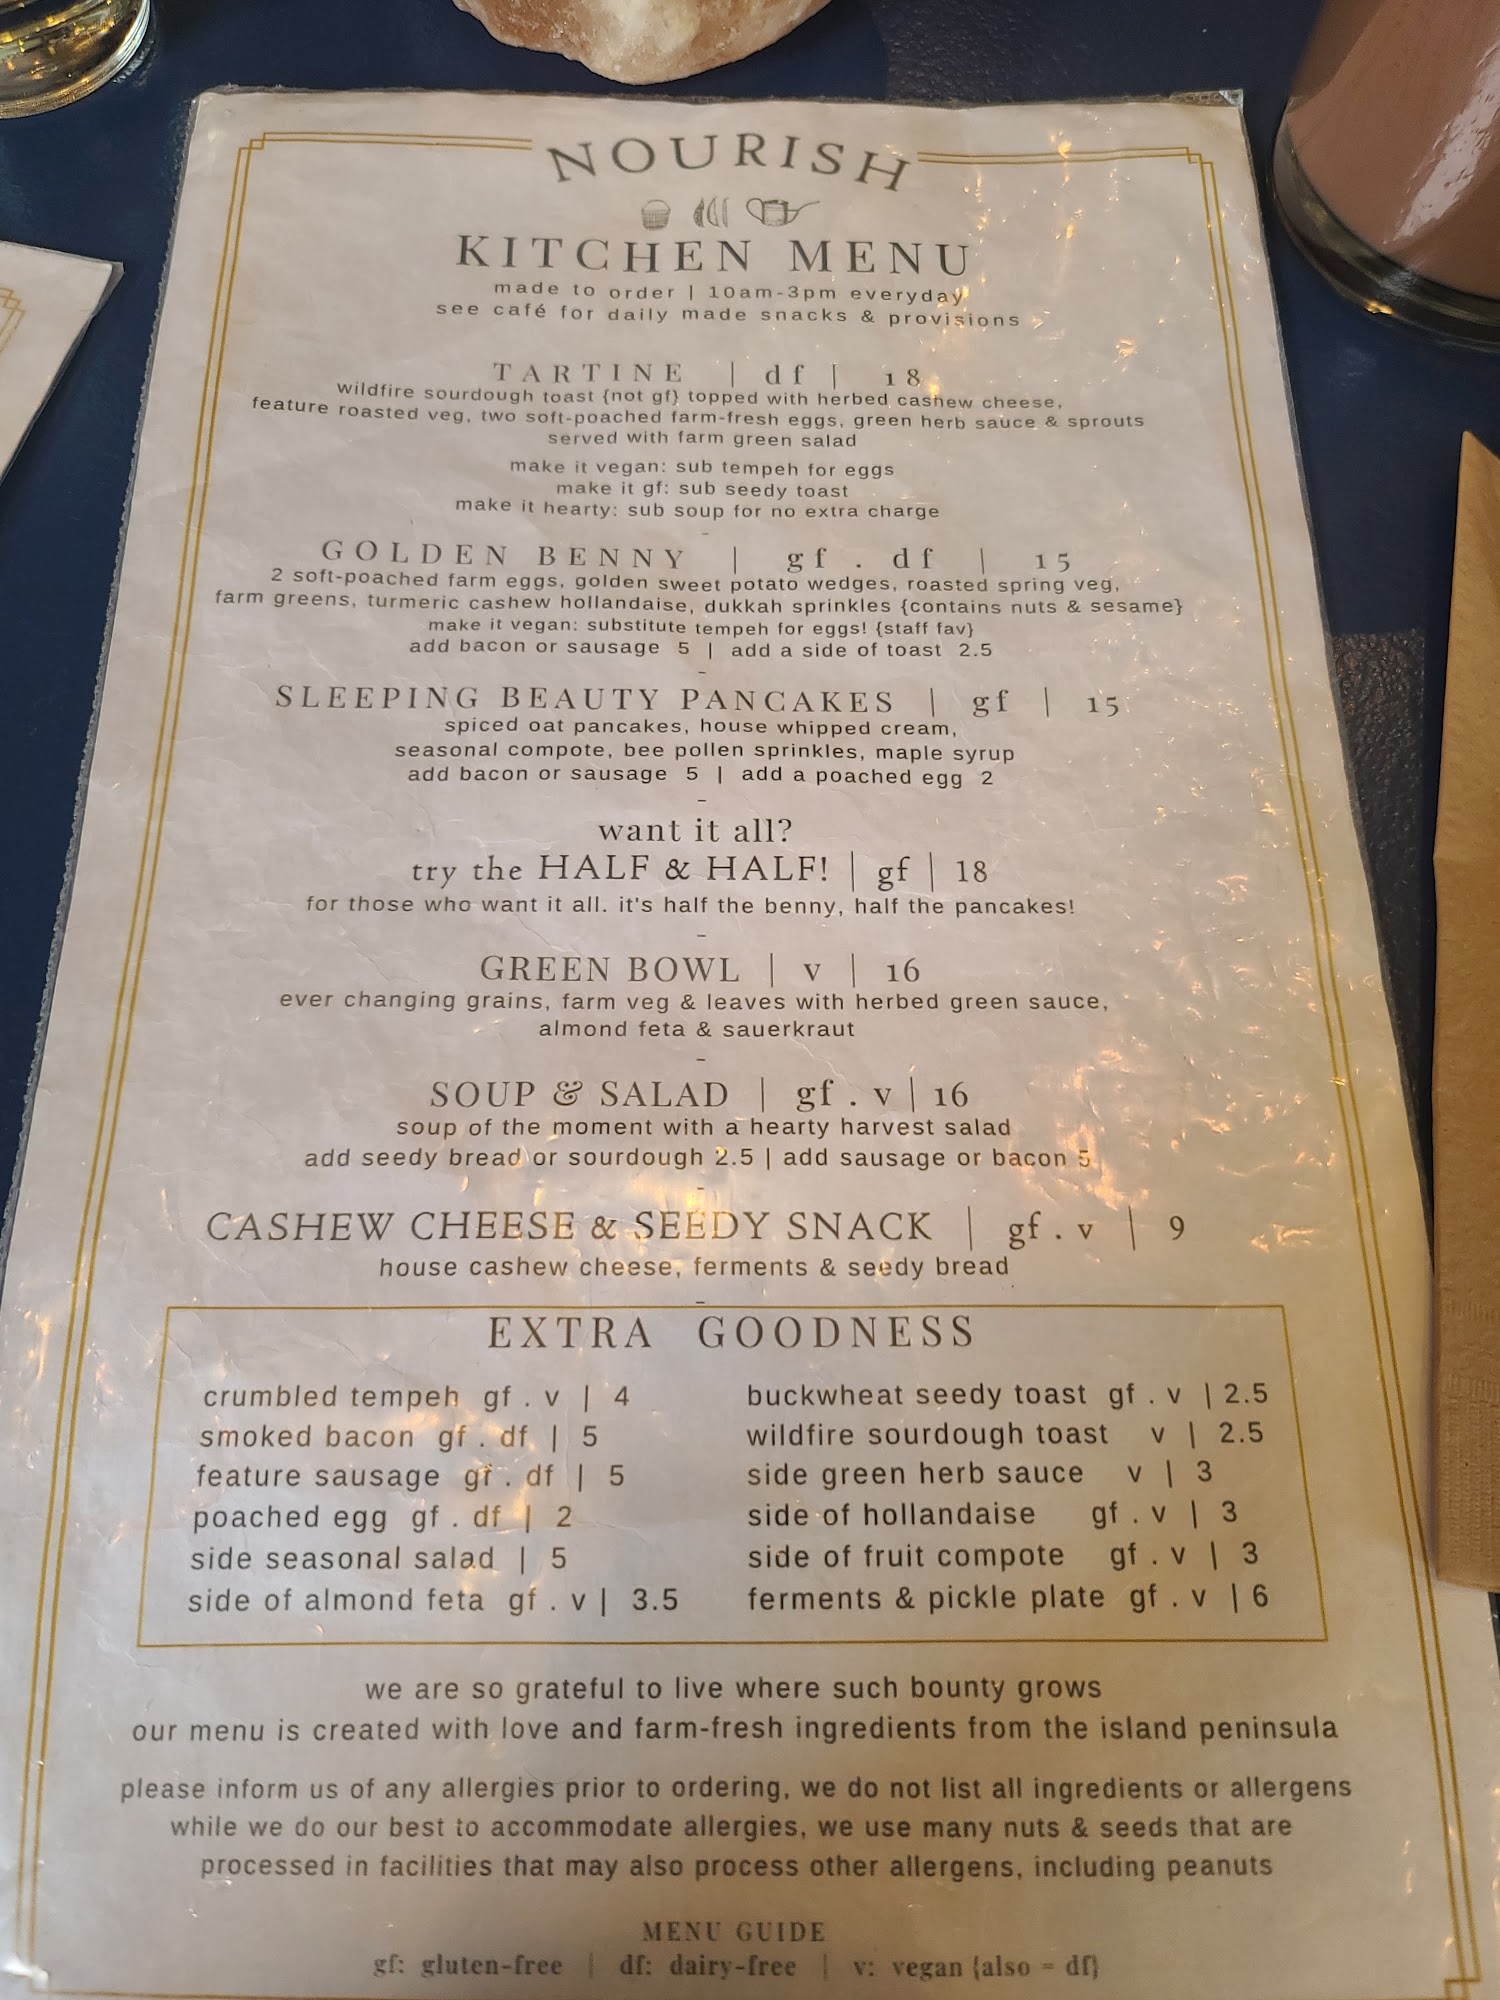 NOURISH
KITCHEN MENU
made to order | 10am-3pm everyday
see café for daily made snacks & provisions
TARTINE | df | 18
wildfire sourdough toast {not gf} topped with herbed cashew cheese,
feature roasted veg, two soft-poached farm-fresh eggs, green herb sauce & sprouts
served with farm green salad
make it vegan: sub tempeh for eggs
make it gf: sub seedy toast
make it hearty: sub soup for no extra charge
-
GOLDEN BENNY | gf . df | 15
2 soft-poached farm eggs, golden sweet potato wedges, roasted spring veg,
farm greens, turmeric cashew hollandaise, dukkah sprinkles {contains nuts & sesame}
make it vegan: substitute tempeh for eggs! {staff fav}
add bacon or sausage 5 | add a side of toast 2.5
-
SLEEPING BEAUTY PANCAKES | gf | 15
spiced oat pancakes, house whipped cream,
seasonal compote, bee pollen sprinkles, maple syrup
add bacon or sausage 5 | add a poached egg 2
-
want it all?
try the HALF & HALF! | gf | 18
for those who want it all. it's half the benny, half the pancakes!
-
GREEN BOWL | v | 16
ever changing grains, farm veg & leaves with herbed green sauce,
almond feta & sauerkraut
-
SOUP & SALAD | gf . v | 16
soup of the moment with a hearty harvest salad
add seedy bread or sourdough 2.5 | add sausage or bacon 5
-
CASHEW CHEESE & SEEDY SNACK | gf . v | 9
house cashew cheese, ferments & seedy bread
-
EXTRA GOODNESS
crumbled tempeh gf . v | 4
smoked bacon gf . df | 5
feature sausage gf . df | 5
poached egg gf . df | 2
side seasonal salad | 5
side of almond feta gf . v | 3.5
buckwheat seedy toast gf . v | 2.5
wildfire sourdough toast v | 2.5
side green herb sauce v | 3
side of hollandaise gf . v | 3
side of fruit compote gf . v | 3
ferments & pickle plate gf . v | 6
we are so grateful to live where such bounty grows
our menu is created with love and farm-fresh ingredients from the island peninsula
please inform us of any allergies prior to ordering, we do not list all ingredients or allergens
while we do our best to accommodate allergies, we use many nuts & seeds that are
processed in facilities that may also process other allergens, including peanuts
MENU GUIDE
gf: gluten-free | df: dairy-free | v: vegan {also = df}